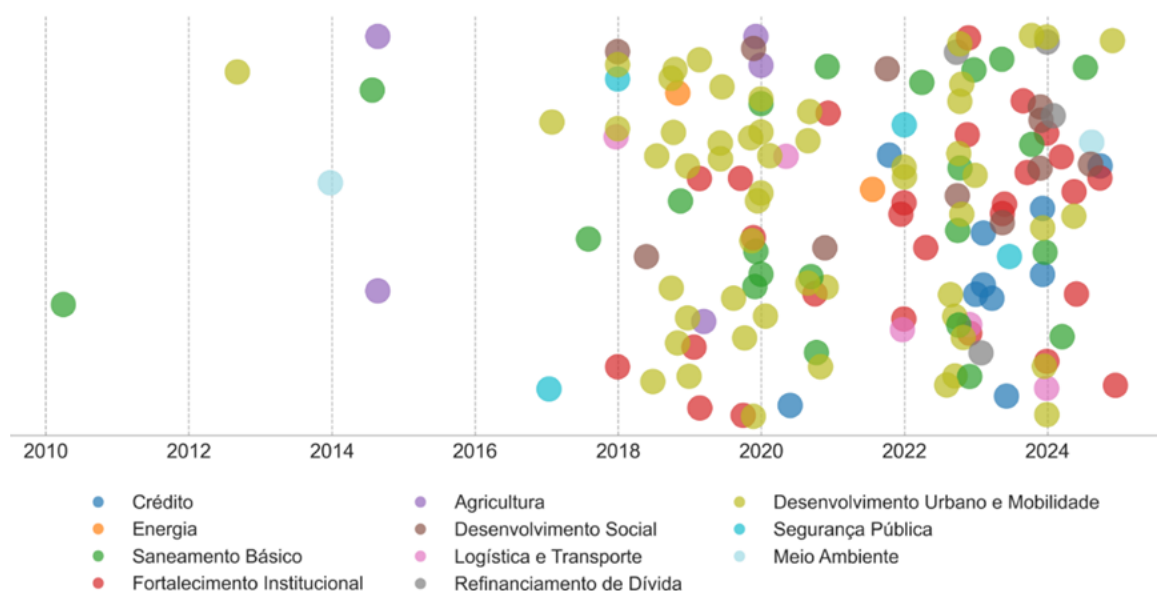 2010 2012 2014 2016 2018 2020 2022 2024
Crédito
Energia
Saneamento Básico
Fortalecimento Institucional
Agricultura
Desenvolvimento Social
Logística e Transporte
Refinanciamento de Dívida
Desenvolvimento Urbano e Mobilidade
Segurança Pública
Meio Ambiente